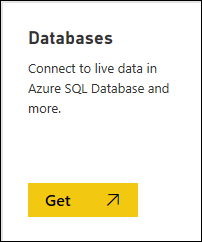 Databases
Connect to live data in
Azure SQL Database and
more.
Get